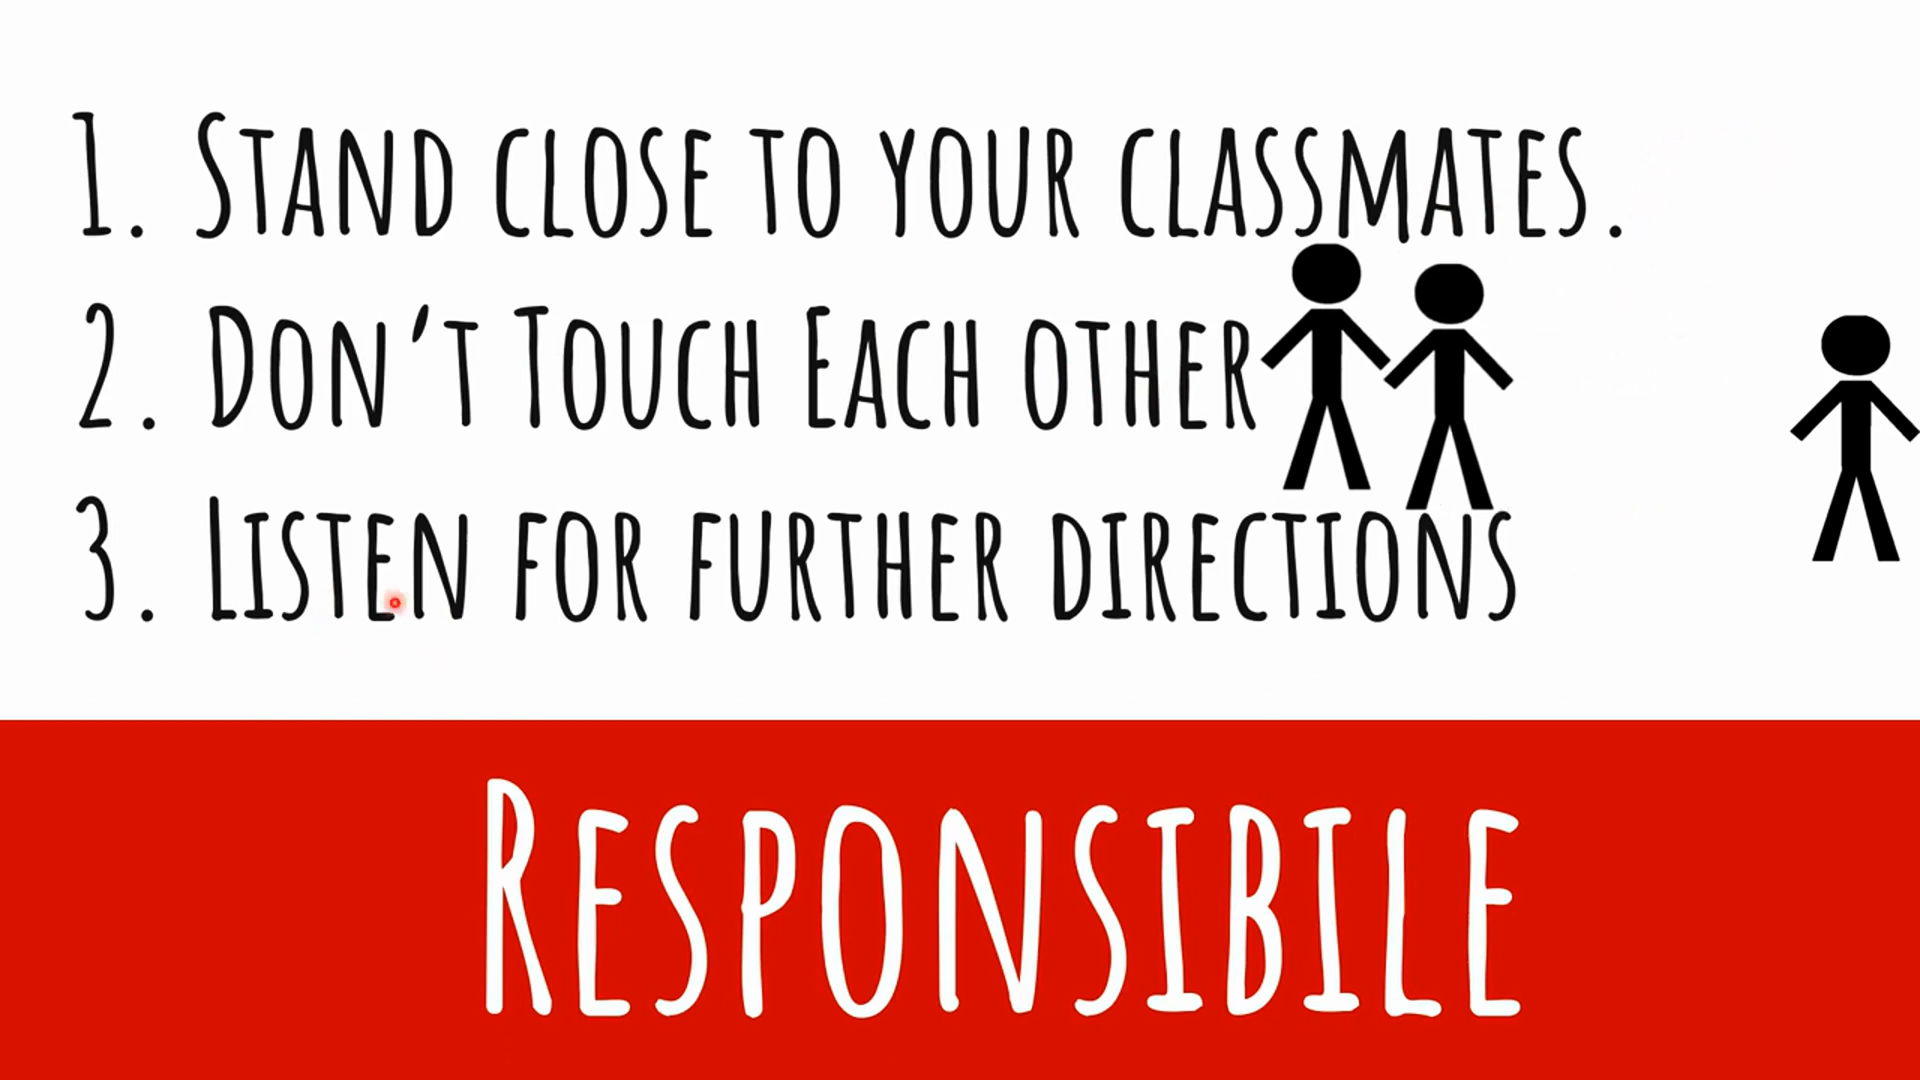 1. Stand close to your classmates.
2. Don't Touch Each other
3. Listen for further directions
Responsibile